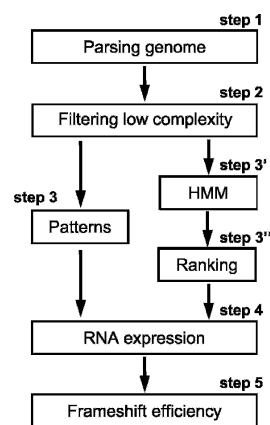 step 1
Parsing genome
step 2
Filtering low complexity
step 3'
HMM
step 3
Patterns
step 3"
Ranking
step 4
RNA expression
step 5
Frameshift efficiency